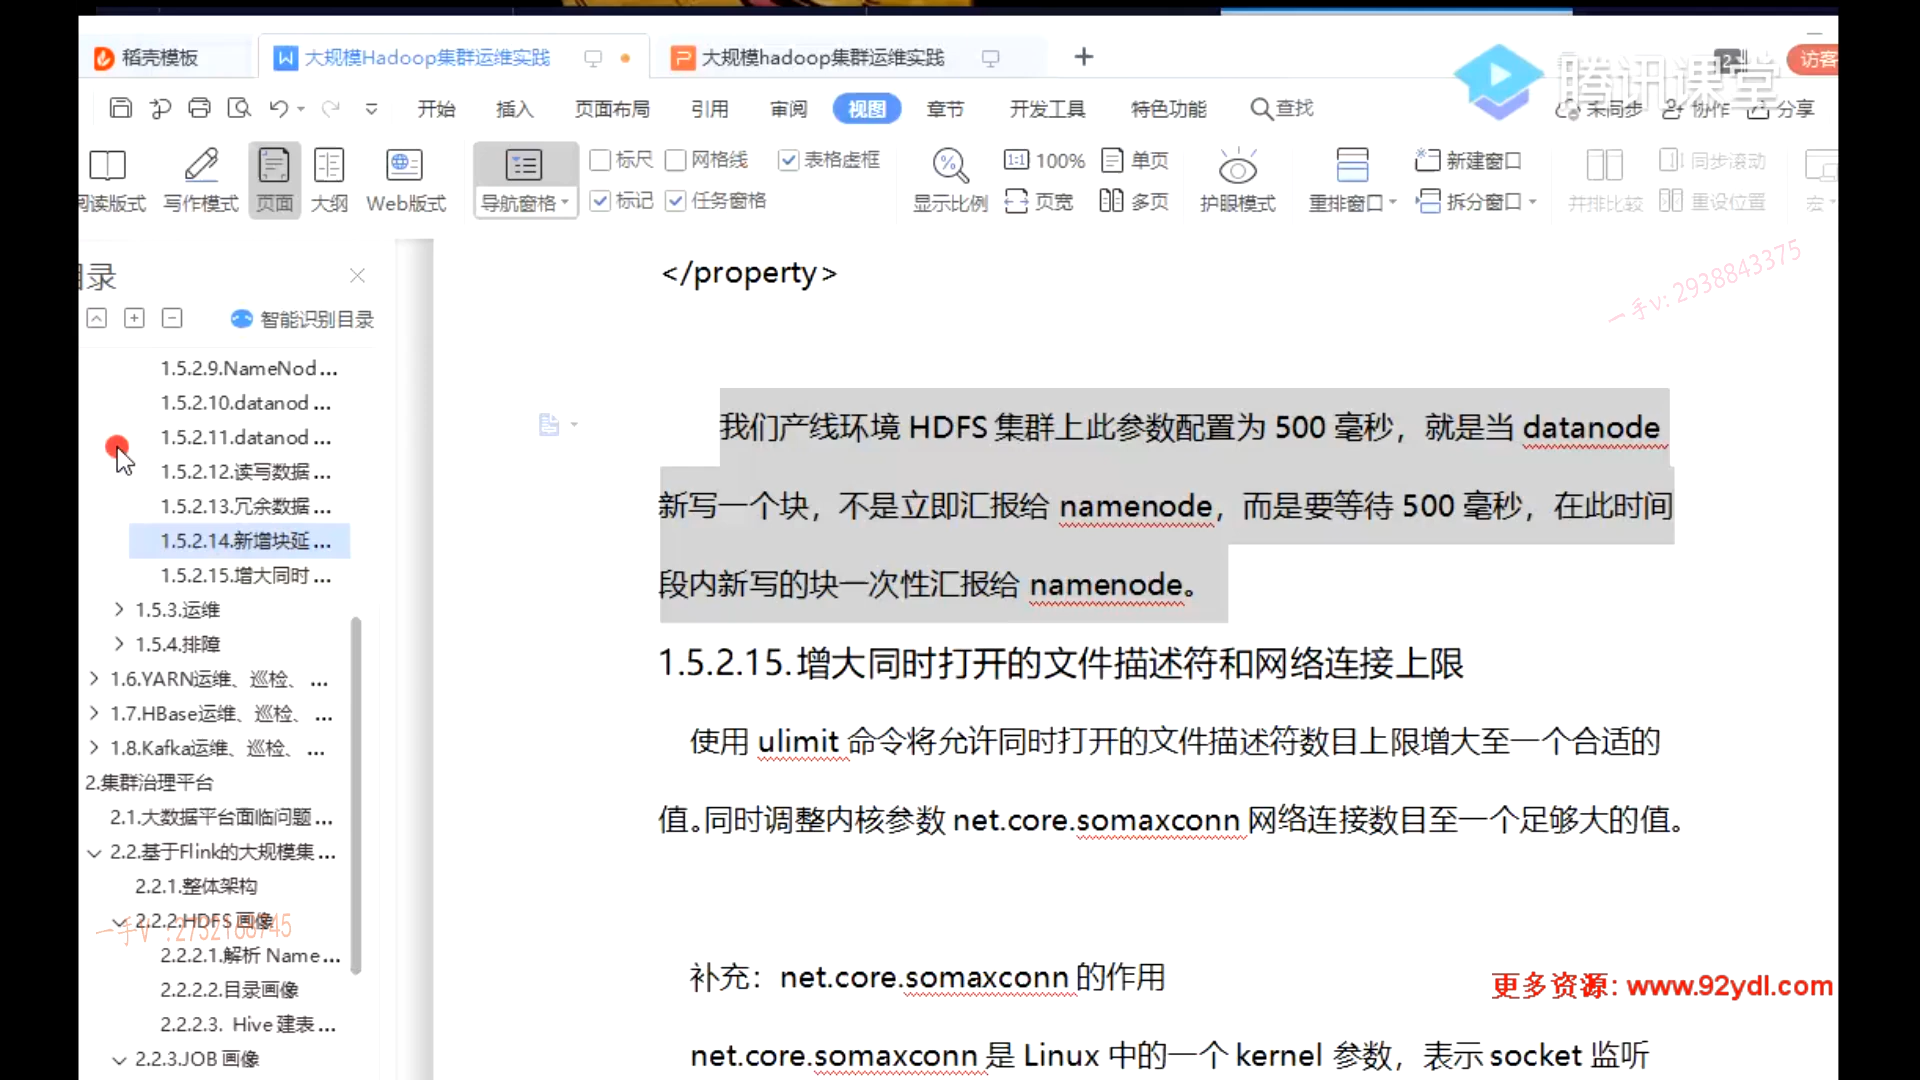 稻壳模板
大规模Hadoop集群运维实践
大规模hadoop集群运维实践
访客
腾讯课堂
开始 插入 页面布局 引用 审阅 视图 章节 开发工具 特色功能 查找
未同步 协作 分享
阅读版式 写作模式 页面 大纲 Web版式 导航窗格
标尺 网格线 表格虚框
标记 任务窗格
显示比例 100% 单页
页宽 多页
护眼模式 重排窗口 新建窗口
拆分窗口
并排比较 同步滚动
重设位置
宏
目录
智能识别目录
1.5.2.9.NameNod...
1.5.2.10.datanod ...
1.5.2.11.datanod ...
1.5.2.12.读写数据 ...
1.5.2.13.冗余数据 ...
1.5.2.14.新增块延 ...
1.5.2.15.增大同时 ...
1.5.3.运维
1.5.4.排障
1.6.YARN运维、巡检、 ...
1.7.HBase运维、巡检、 ...
1.8.Kafka运维、巡检、 ...
2.集群治理平台
2.1.大数据平台面临问题 ...
2.2.基于Flink的大规模集 ...
2.2.1.整体架构
2.2.2.HDFS 画像
2.2.2.1.解析 Name...
2.2.2.2.目录画像
2.2.2.3. Hive 建表 ...
2.2.3.JOB 画像
</property>
我们产线环境 HDFS 集群上此参数配置为 500 毫秒，就是当 datanode
新写一个块，不是立即汇报给 namenode，而是要等待 500 毫秒，在此时间
段内新写的块一次性汇报给 namenode。
1.5.2.15.增大同时打开的文件描述符和网络连接上限
使用 ulimit 命令将允许同时打开的文件描述符数目上限增大至一个合适的
值。同时调整内核参数 net.core.somaxconn 网络连接数目至一个足够大的值。
补充：net.core.somaxconn 的作用
net.core.somaxconn 是 Linux 中的一个 kernel 参数，表示 socket 监听
一手v: 2938843375
更多资源: www.92ydl.com